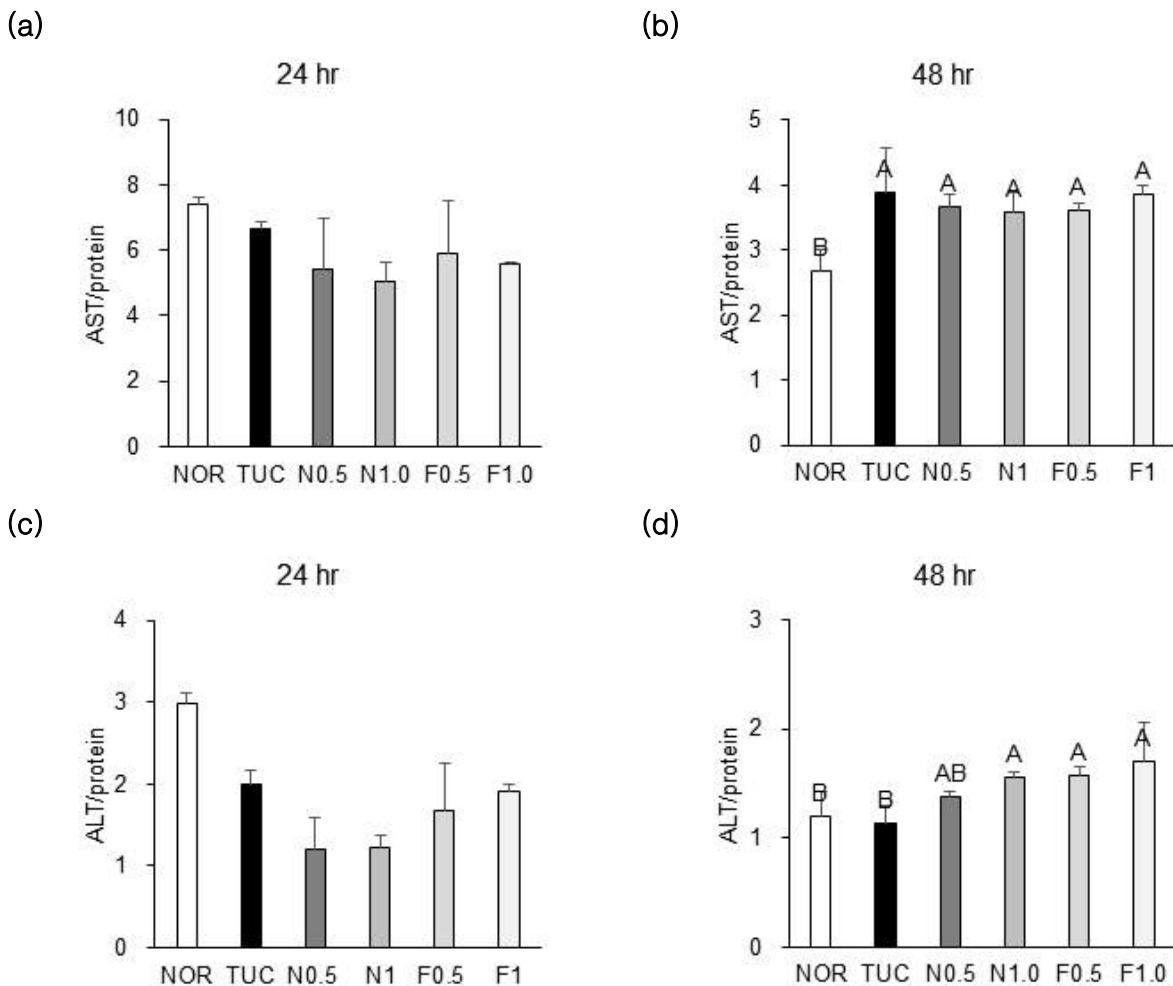 (a)
24 hr
10
8
6
4
2
0
AST/protein
NOR TUC N0.5 N1.0 F0.5 F1.0
(b)
48 hr
5
4
3
2
1
0
AST/protein
B A A A A A
NOR TUC N0.5 N1 F0.5 F1
(c)
24 hr
4
3
2
1
0
ALT/protein
NOR TUC N0.5 N1 F0.5 F1
(d)
48 hr
3
2
1
0
ALT/protein
B B AB A A A
NOR TUC N0.5 N1.0 F0.5 F1.0